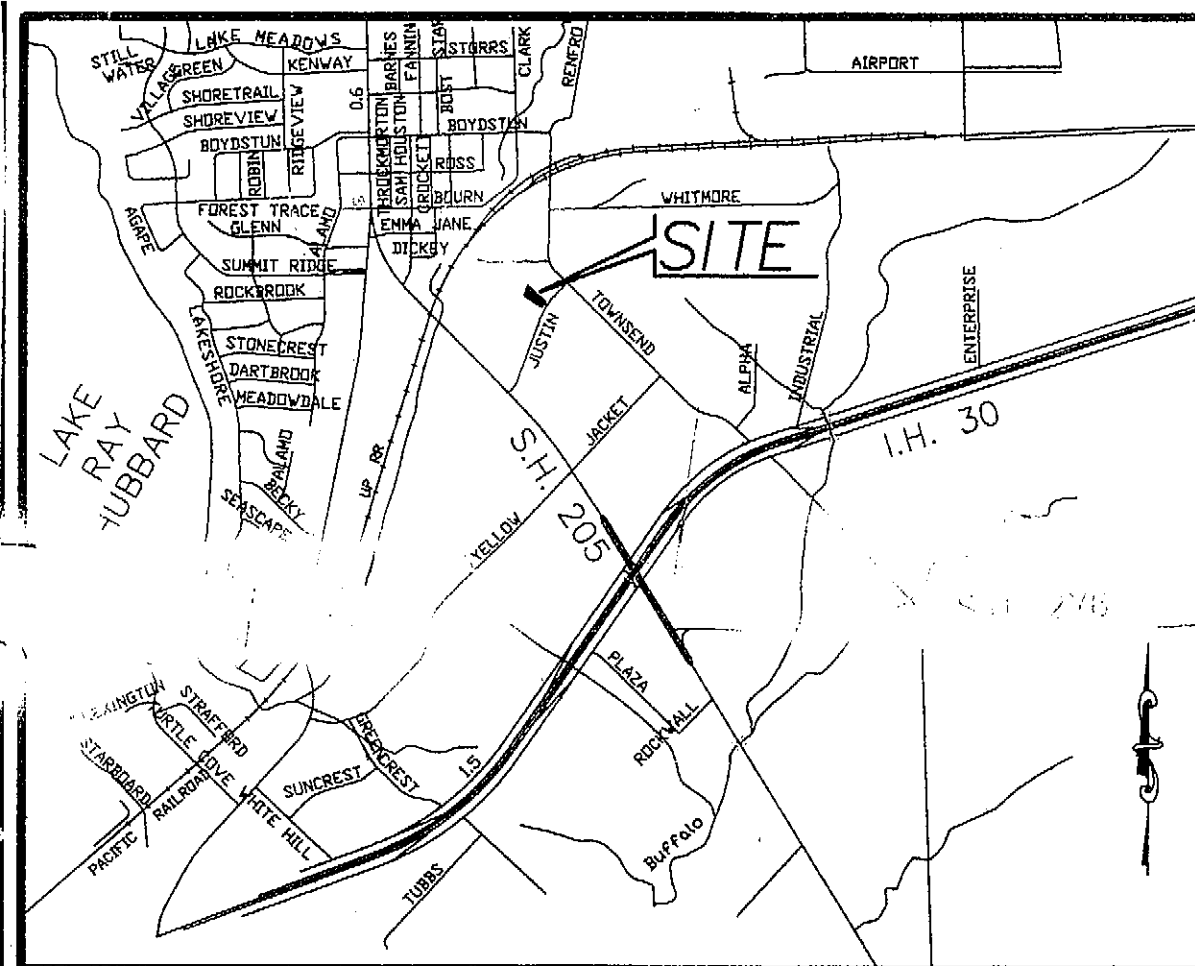 LAKE MEADOWS
STILL
WATER
VILLAGE
GREEN
KENWAY
SHORETRAIL
SHOREVIEW
BOYDSTUN
ROBIN
RIDGEVIEW
0.6
BARNES
FANNIN
STAR
STORRS
BOST
CLARK
RENFRO
AIRPORT
THROCKMORTON
SAM HOUSTON
CROCKETT
BOYDSTUN
ROSS
BOURN
EMMA JANE
DICKEY
WHITMORE
AGAPE
FOREST TRACE
GLENN
ALAMO
SUMMIT RIDGE
ROCKBROOK
LAKESHORE
STONECREST
DARTBROOK
MEADOWDALE
SITE
JUSTIN
TOWNSEND
ALPHA
INDUSTRIAL
ENTERPRISE
LAKE
RAY
HUBBARD
ALAMO
BECKY
SEASCAPE
UP RR
S.H. 205
YELLOW JACKET
I.H. 30
LEXINGTON
STRAFFORD
TURTLE COVE
STARBOARD
PACIFIC RAILROAD
WHITE HILL
SUNCREST
GREENCREST
1.5
TUBBS
PLAZA
ROCKWALL
Buffalo